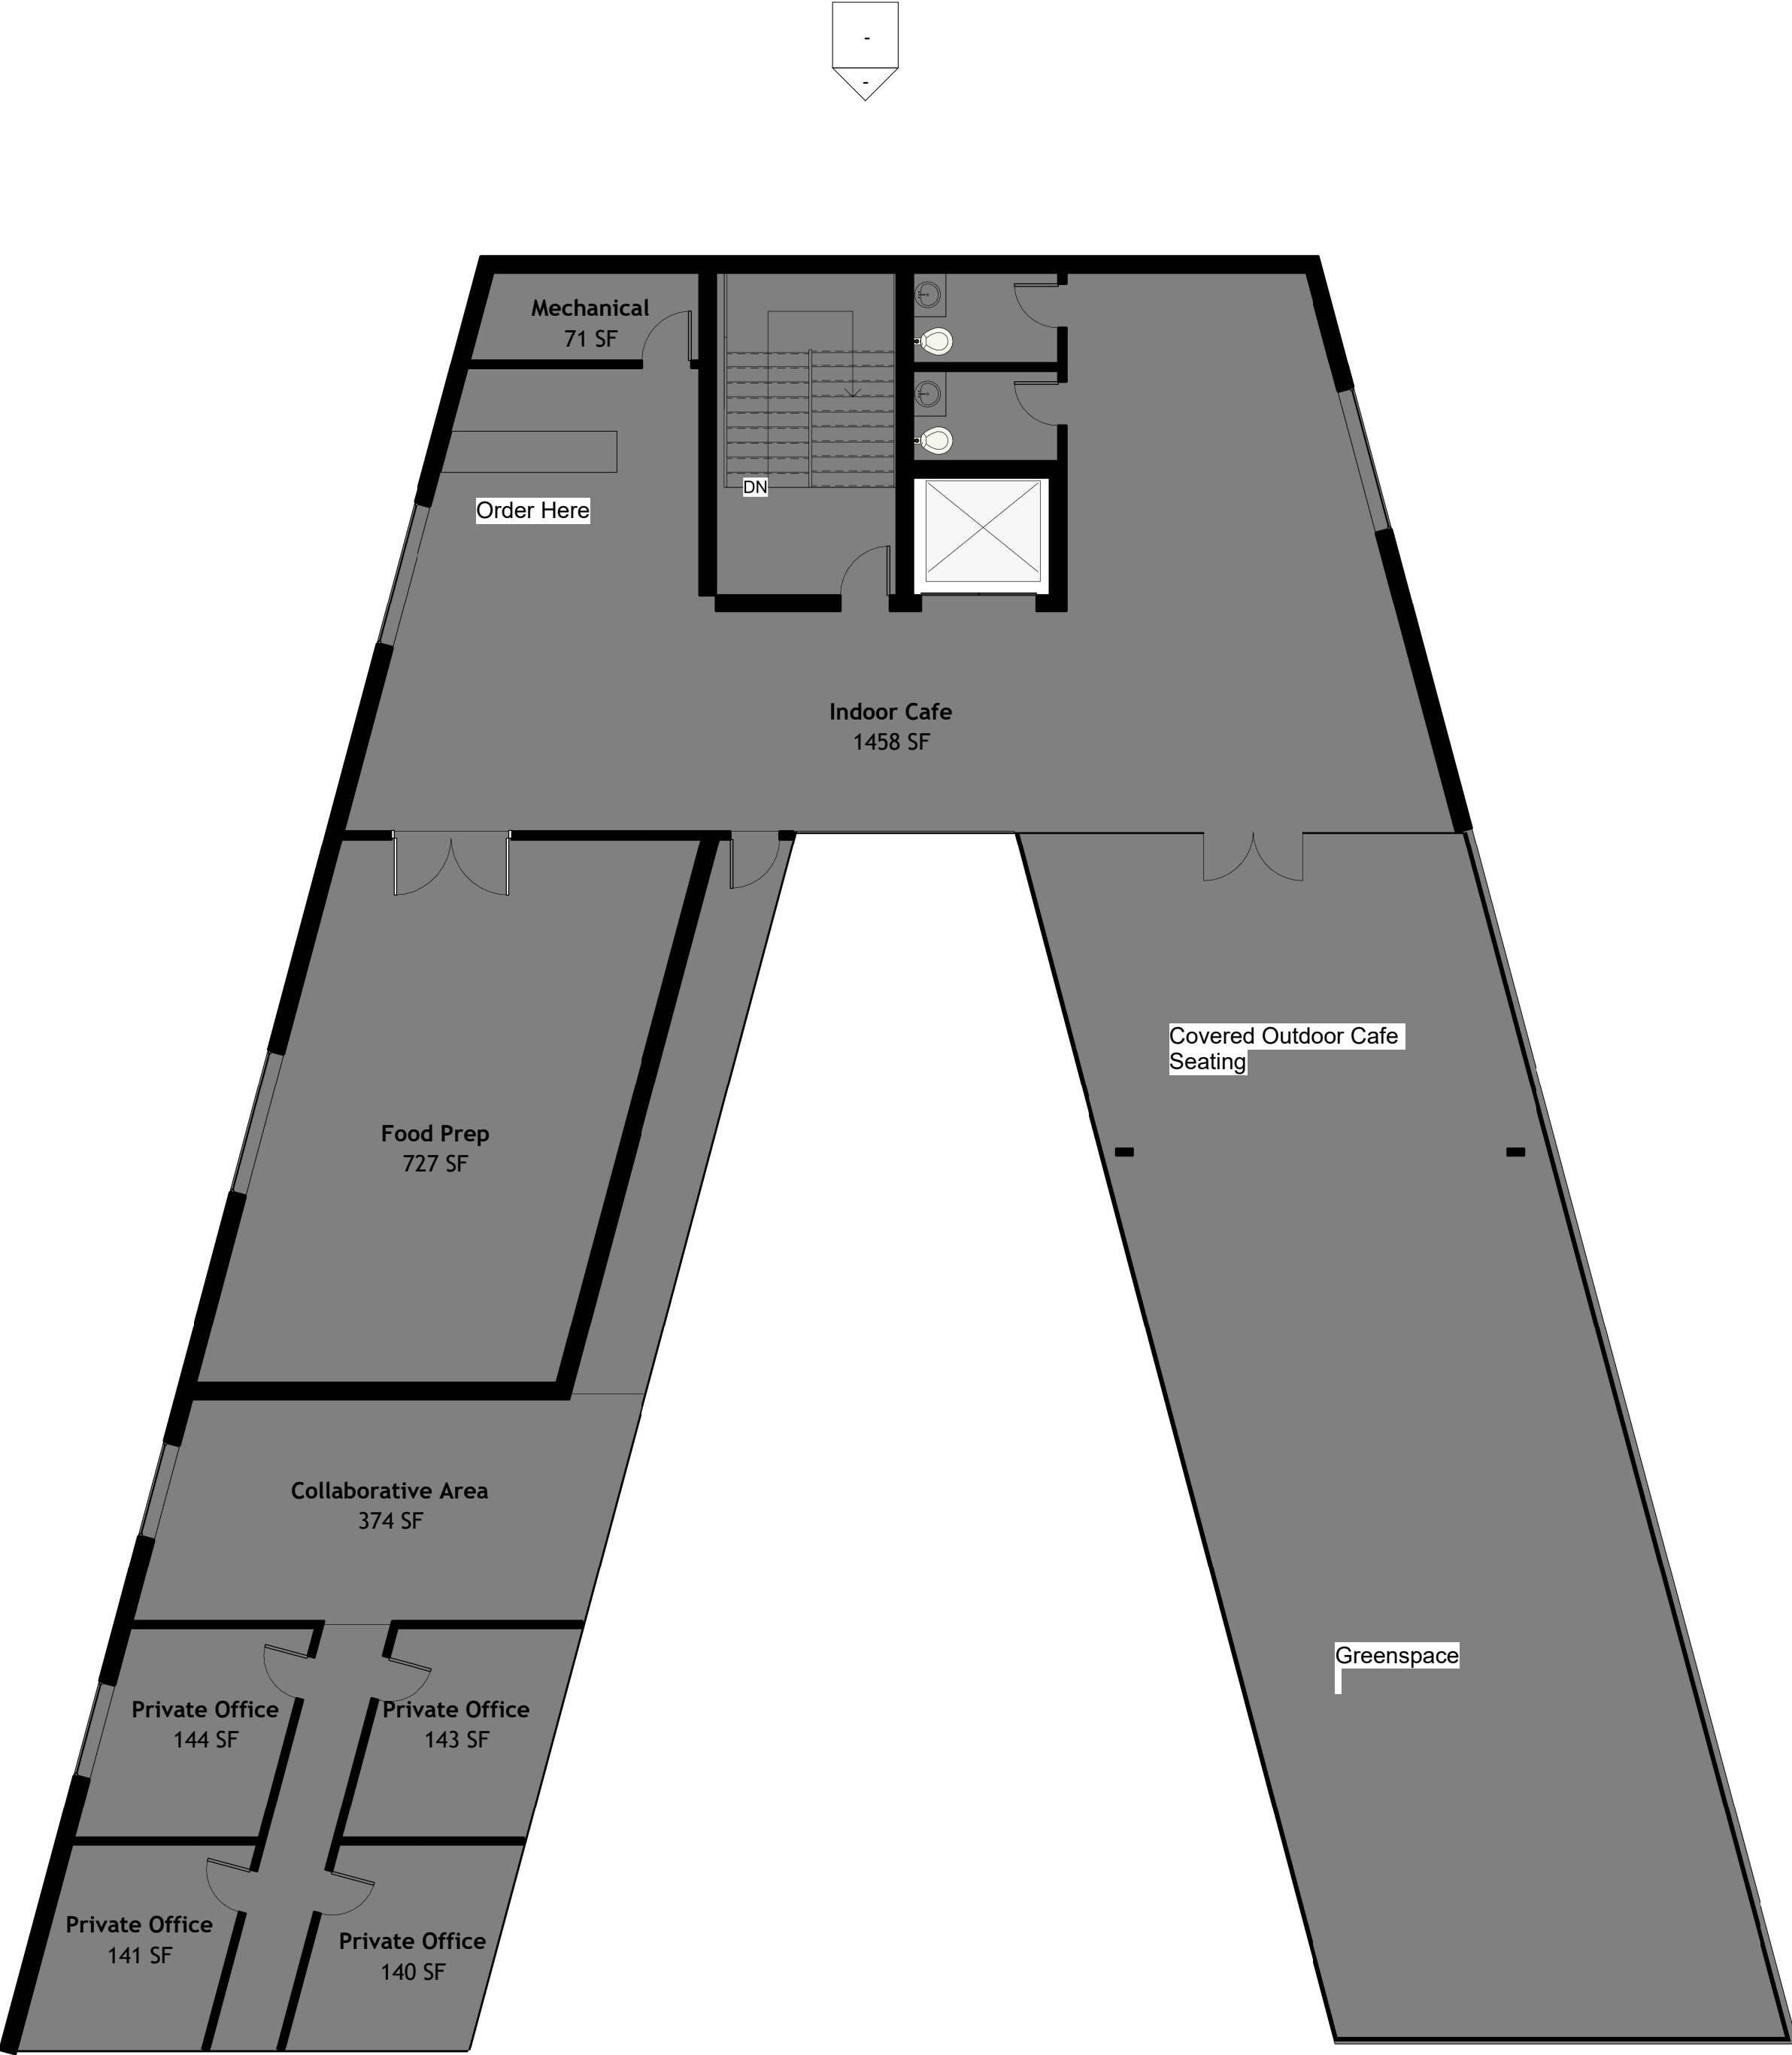 -
-
Mechanical
71 SF
DN
Order Here
Indoor Cafe
1458 SF
Covered Outdoor Cafe
Seating
Food Prep
727 SF
Collaborative Area
374 SF
Greenspace
Private Office
144 SF
Private Office
143 SF
Private Office
141 SF
Private Office
140 SF